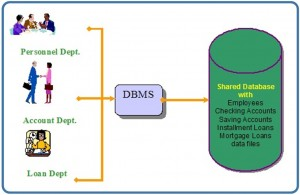 Personnel Dept.
Account Dept.
Loan Dept
DBMS
Shared Database
with
Employees
Checking Accounts
Saving Accounts
Installment Loans
Mortgage Loans
data files